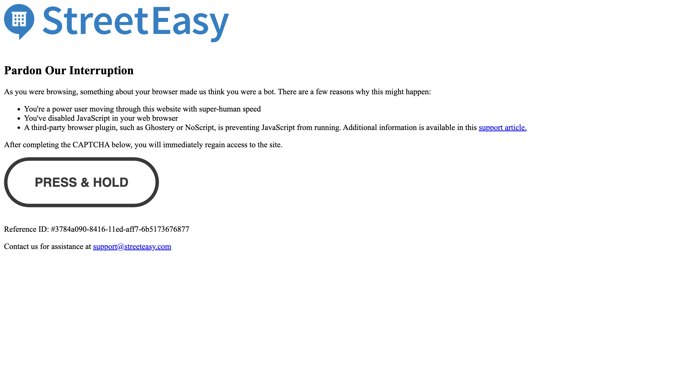 StreetEasy
Pardon Our Interruption
As you were browsing, something about your browser made us think you were a bot. There are a few reasons why this might happen:
• You're a power user moving through this website with super-human speed
• You've disabled JavaScript in your web browser
• A third-party browser plugin, such as Ghostery or NoScript, is preventing JavaScript from running. Additional information is available in this support article.
After completing the CAPTCHA below, you will immediately regain access to the site.
PRESS & HOLD
Reference ID: #3784a090-8416-11ed-aff7-6b5173676877
Contact us for assistance at support@streeteasy.com